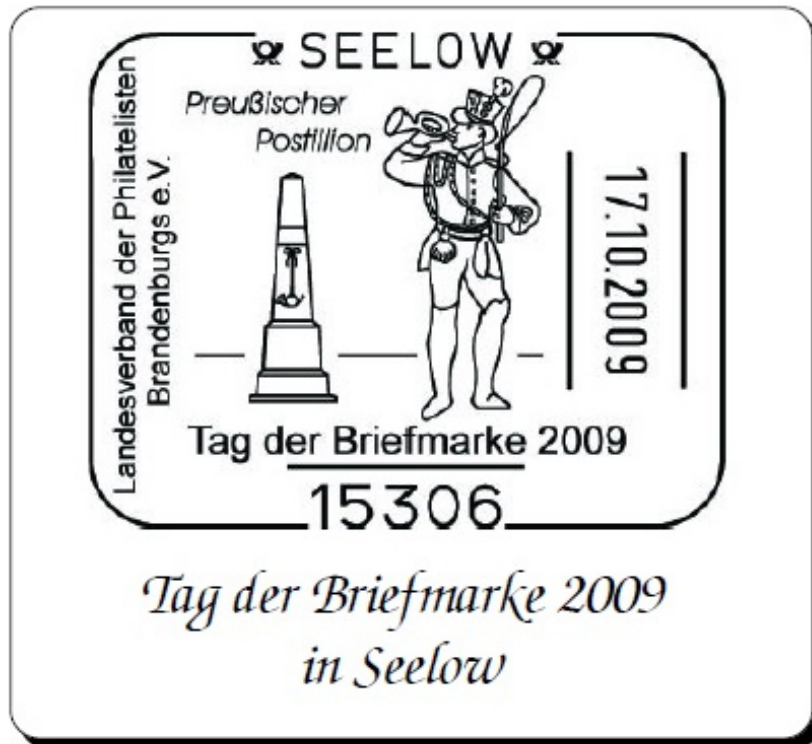 SEELOW
Landesverband der Philatelisten
Brandenburgs e.V.
Preußischer
Postillion
17.10.2009
Tag der Briefmarke 2009
15306
Tag der Briefmarke 2009
in Seelow